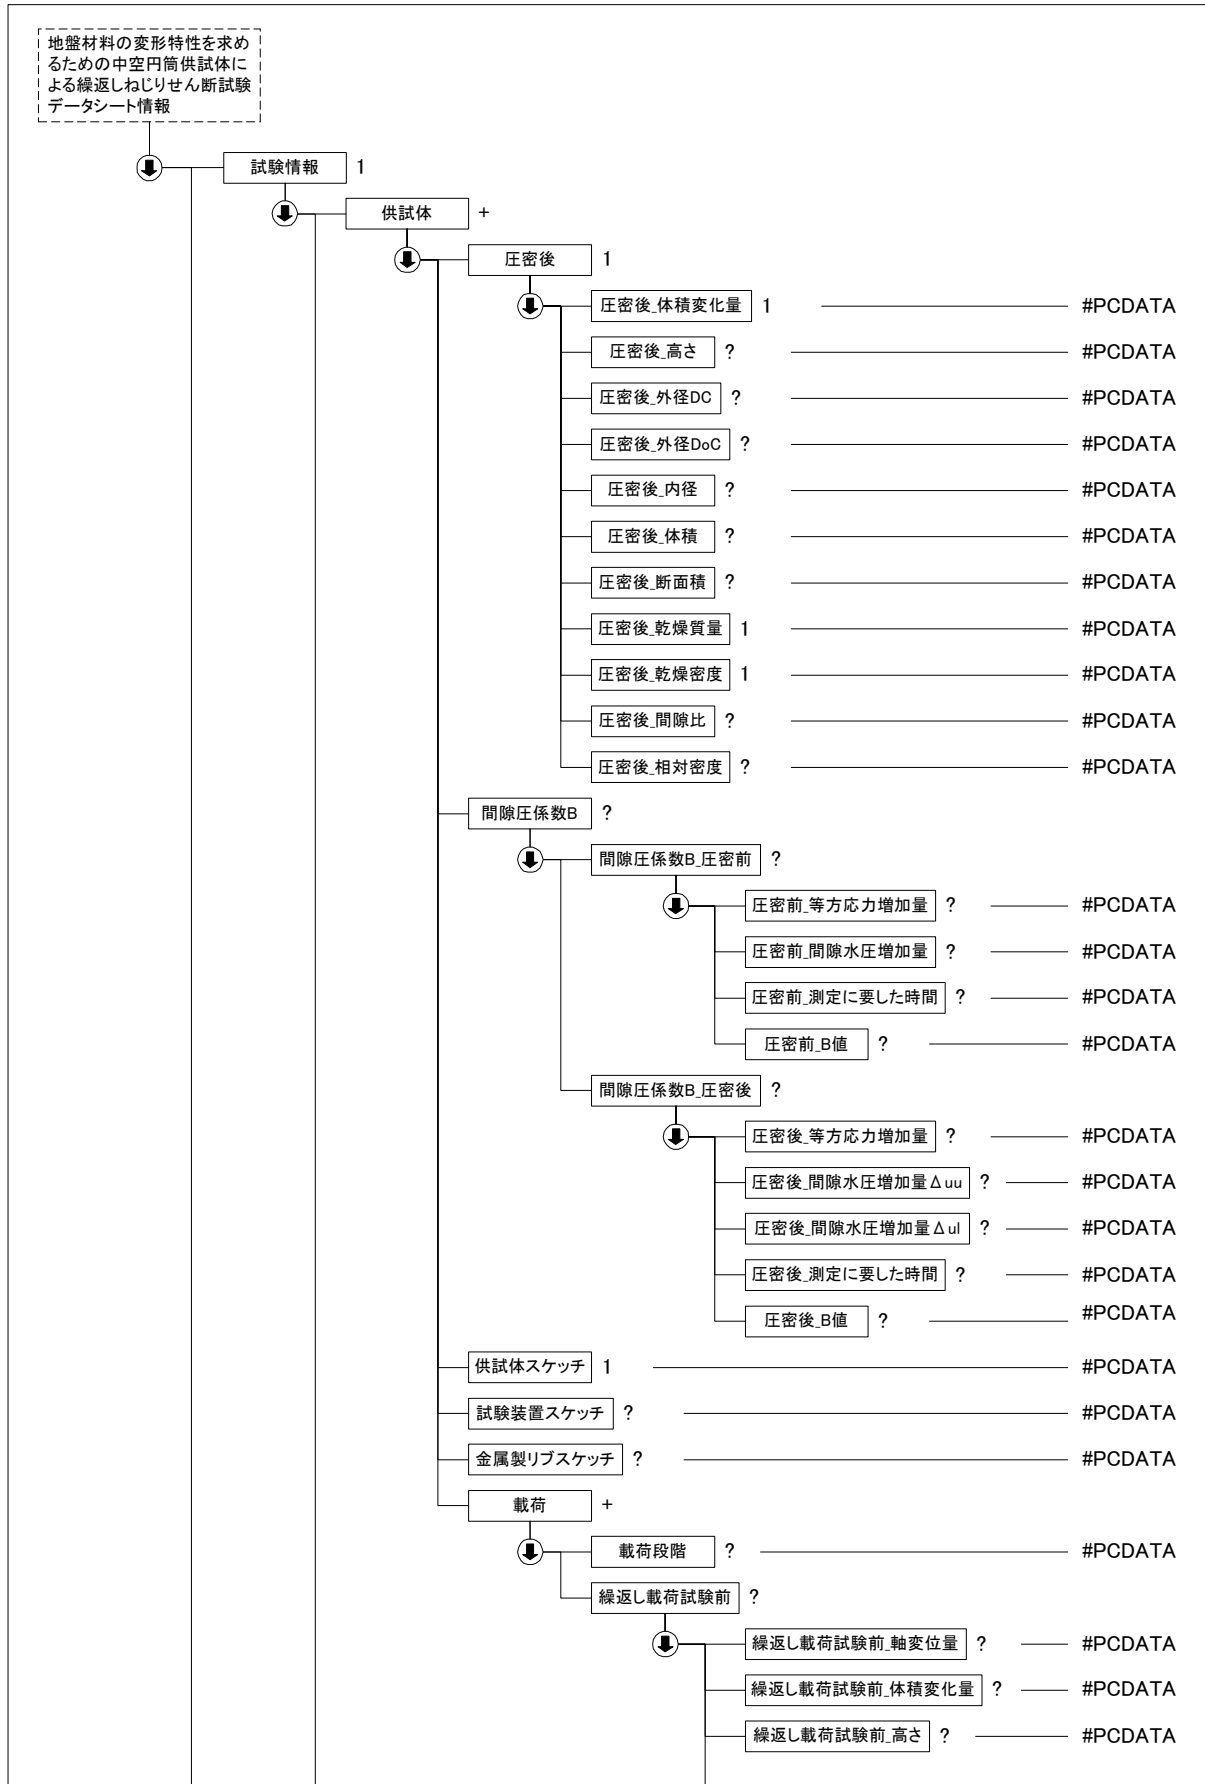 地盤材料の変形特性を求め
るための中空円筒供試体に
よる繰返しねじりせん断試験
データシート情報
試験情報 1
供試体 +
圧密後 1
圧密後_体積変化量 1 #PCDATA
圧密後_高さ ? #PCDATA
圧密後_外径DC ? #PCDATA
圧密後_外径DoC ? #PCDATA
圧密後_内径 ? #PCDATA
圧密後_体積 ? #PCDATA
圧密後_断面積 ? #PCDATA
圧密後_乾燥質量 1 #PCDATA
圧密後_乾燥密度 1 #PCDATA
圧密後_間隙比 ? #PCDATA
圧密後_相対密度 ? #PCDATA
間隙圧係数B ?
間隙圧係数B_圧密前 ?
圧密前_等方応力増加量 ? #PCDATA
圧密前_間隙水圧増加量 ? #PCDATA
圧密前_測定に要した時間 ? #PCDATA
圧密前_B値 ? #PCDATA
間隙圧係数B_圧密後 ?
圧密後_等方応力増加量 ? #PCDATA
圧密後_間隙水圧増加量Δuu ? #PCDATA
圧密後_間隙水圧増加量Δul ? #PCDATA
圧密後_測定に要した時間 ? #PCDATA
圧密後_B値 ? #PCDATA
供試体スケッチ 1 #PCDATA
試験装置スケッチ ? #PCDATA
金属製リブスケッチ ? #PCDATA
載荷 +
載荷段階 ? #PCDATA
繰返し載荷試験前 ?
繰返し載荷試験前_軸変位量 ? #PCDATA
繰返し載荷試験前_体積変化量 ? #PCDATA
繰返し載荷試験前_高さ ? #PCDATA